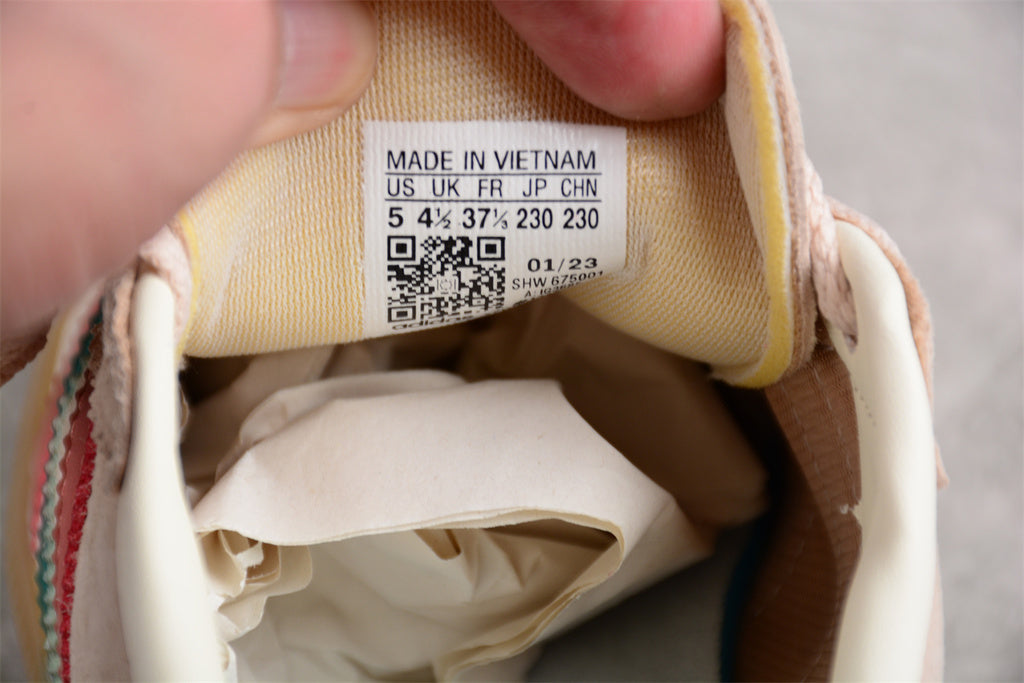 MADE IN VIETNAM
US UK FR JP CHN
5 4½ 37⅓ 230 230
01/23
SHW 675001
adidas